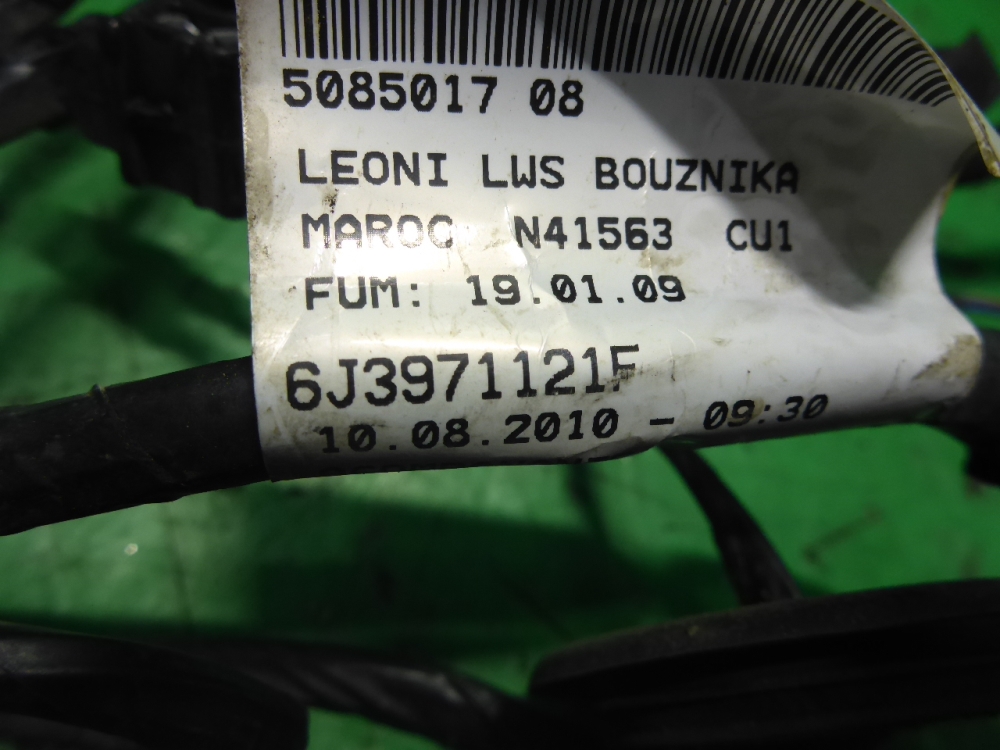 5085017 08
LEONI LWS BOUZNIKA
MAROC N41563 CU1
FUM: 19.01.09
6J3971121F
10.08.2010 - 09:30